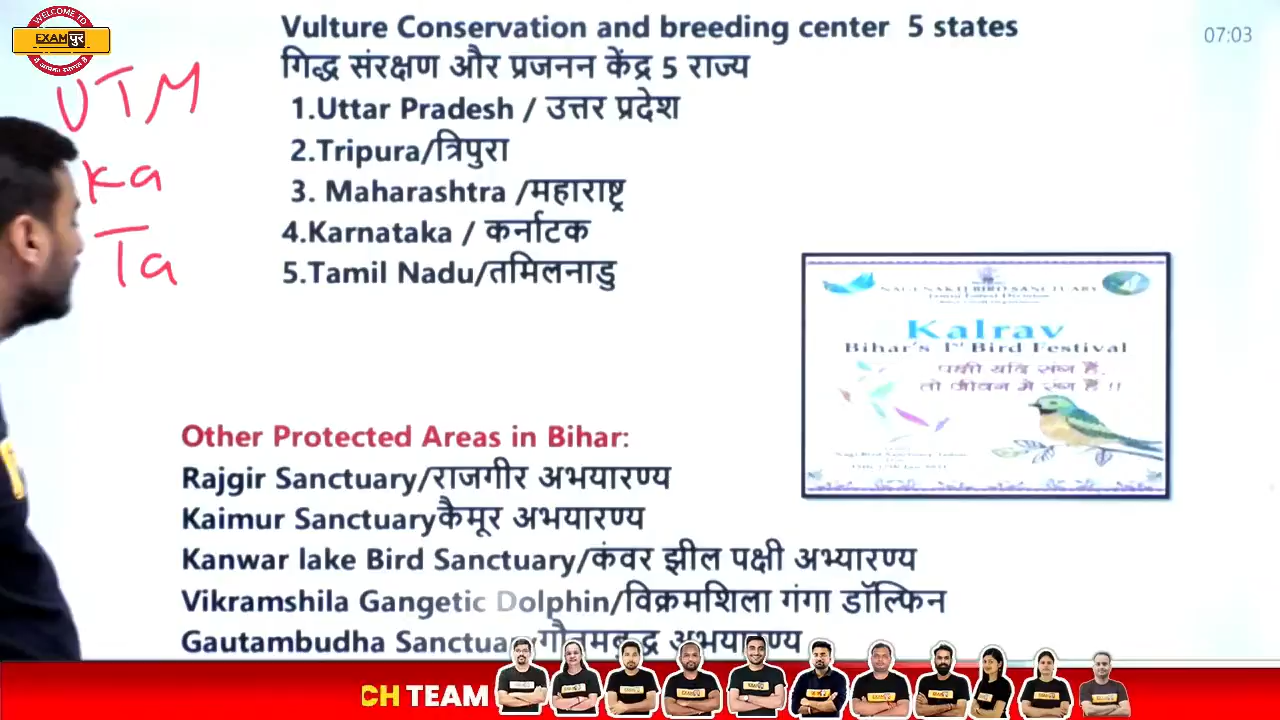 WELCOME TO
EXAMपुर
07:03
Vulture Conservation and breeding center 5 states
गिद्ध संरक्षण और प्रजनन केंद्र 5 राज्य
1.Uttar Pradesh / उत्तर प्रदेश
2.Tripura/त्रिपुरा
3. Maharashtra /महाराष्ट्र
4.Karnataka / कर्नाटक
5.Tamil Nadu/तमिलनाडु
UTM
Ka
Ta
Kalrav
Bihar's 1st Bird Festival
Other Protected Areas in Bihar:
Rajgir Sanctuary/राजगीर अभयारण्य
Kaimur Sanctuaryकैमूर अभयारण्य
Kanwar lake Bird Sanctuary/कंवर झील पक्षी अभ्यारण्य
Vikramshila Gangetic Dolphin/विक्रमशिला गंगा डॉल्फिन
Gautambudha Sanctuary गौतमबुद्ध अभयारण्य
CH TEAM